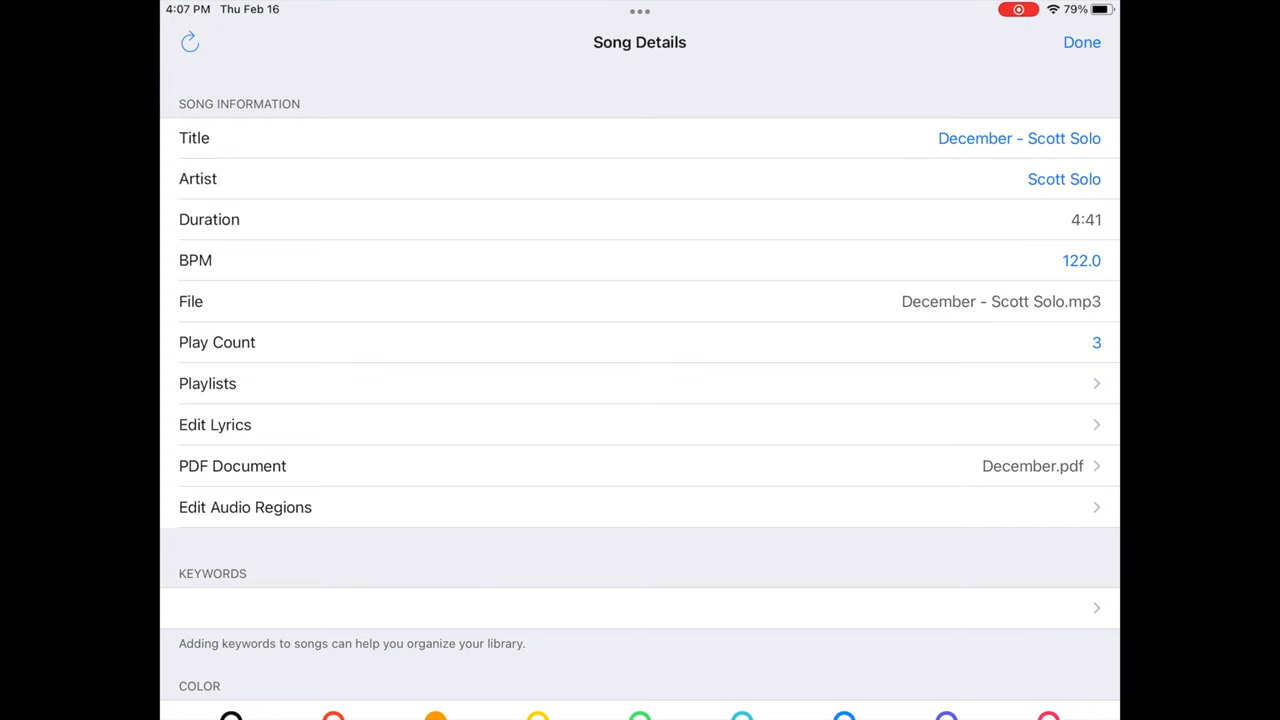 4:07 PM Thu Feb 16 79%
Song Details Done
SONG INFORMATION
Title December - Scott Solo
Artist Scott Solo
Duration 4:41
BPM 122.0
File December - Scott Solo.mp3
Play Count 3
Playlists
Edit Lyrics
PDF Document December.pdf
Edit Audio Regions
KEYWORDS
Adding keywords to songs can help you organize your library.
COLOR